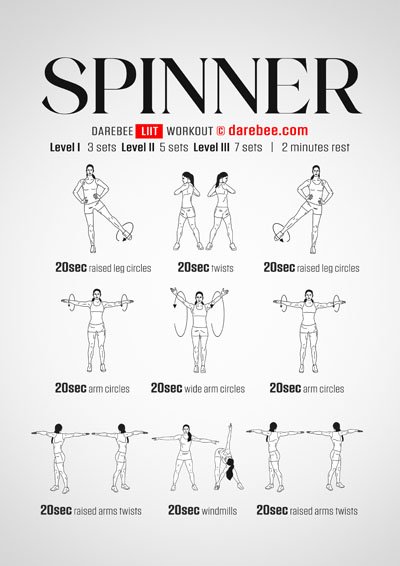 SPINNER
DAREBEE LIIT WORKOUT © darebee.com
Level I 3 sets Level II 5 sets Level III 7 sets | 2 minutes rest
20sec raised leg circles
20sec twists
20sec raised leg circles
20sec arm circles
20sec wide arm circles
20sec arm circles
20sec raised arms twists
20sec windmills
20sec raised arms twists